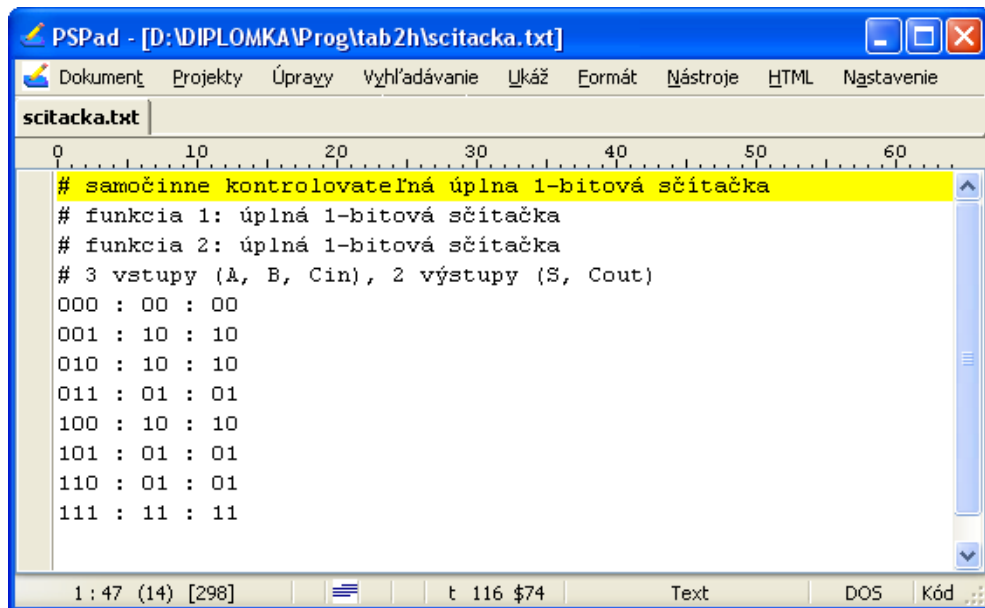 PSPad - [D:\DIPLOMKA\Prog\tab2h\scitacka.txt]
Dokument Projekty Úpravy Vyhľadávanie Ukáž Formát Nástroje HTML Nastavenie
scitacka.txt
0 10 20 30 40 50 60
# samočinne kontrolovateľná úplna 1-bitová sčítačka
# funkcia 1: úplná 1-bitová sčítačka
# funkcia 2: úplná 1-bitová sčítačka
# 3 vstupy (A, B, Cin), 2 výstupy (S, Cout)
000 : 00 : 00
001 : 10 : 10
010 : 10 : 10
011 : 01 : 01
100 : 10 : 10
101 : 01 : 01
110 : 01 : 01
111 : 11 : 11
1 : 47 (14) [298] t 116 $74 Text DOS Kód